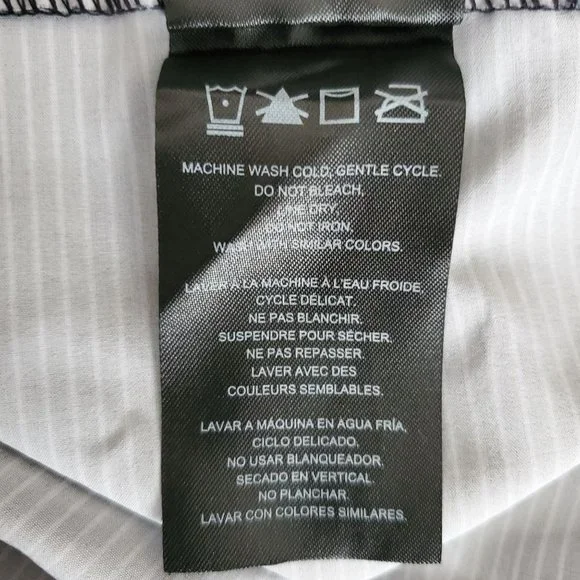 MACHINE WASH COLD, GENTLE CYCLE.
DO NOT BLEACH,
LINE DRY.
DO NOT IRON,
WASH WITH SIMILAR COLORS.
LAVER À LA MACHINE À L'EAU FROIDE,
CYCLE DÉLICAT.
NE PAS BLANCHIR.
SUSPENDRE POUR SÉCHER.
NE PAS REPASSER.
LAVER AVEC DES
COULEURS SEMBLABLES.
LAVAR A MÁQUINA EN AGUA FRÍA,
CICLO DELICADO.
NO USAR BLANQUEADOR.
SECADO EN VERTICAL.
NO PLANCHAR.
LAVAR CON COLORES SIMILARES.